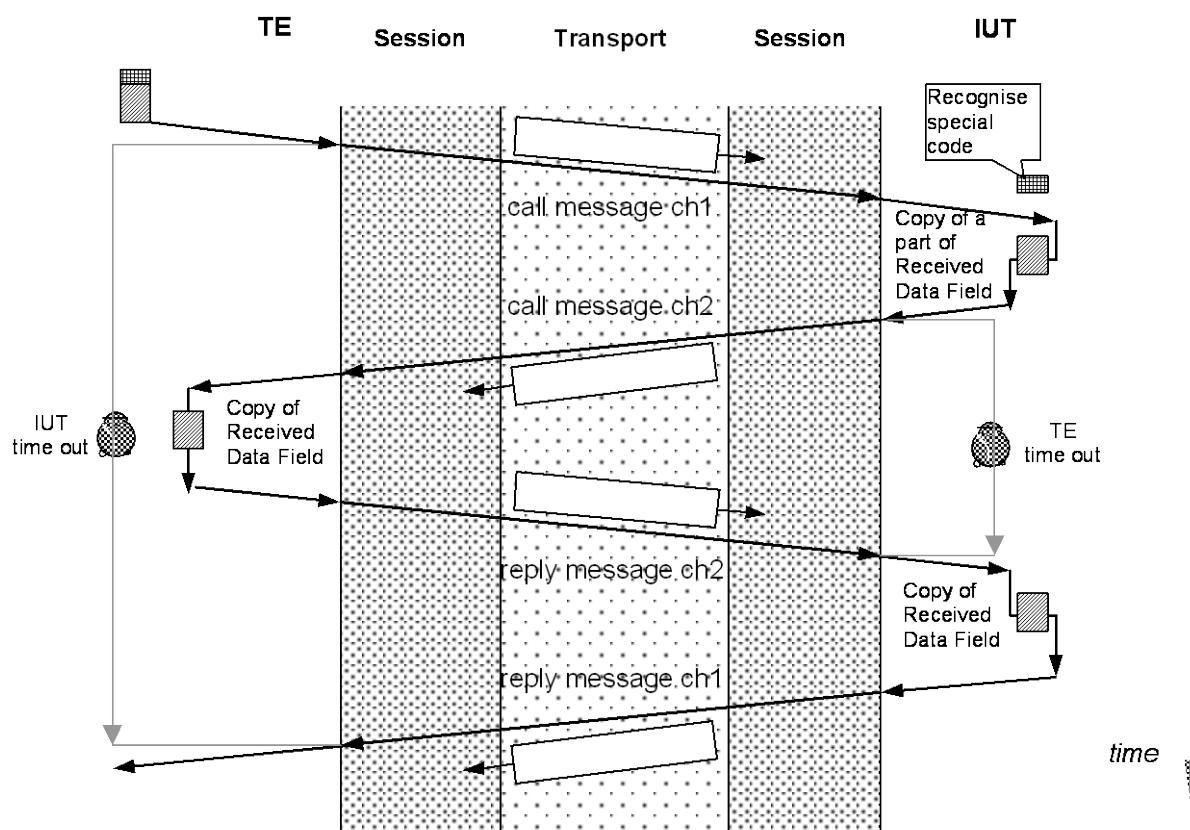 TE
Session
Transport
Session
IUT
Recognise
special
code
call message ch1
Copy of a
part of
Received
Data Field
call message ch2
IUT
time out
Copy of
Received
Data Field
TE
time out
reply message ch2
Copy of
Received
Data Field
reply message ch1
time